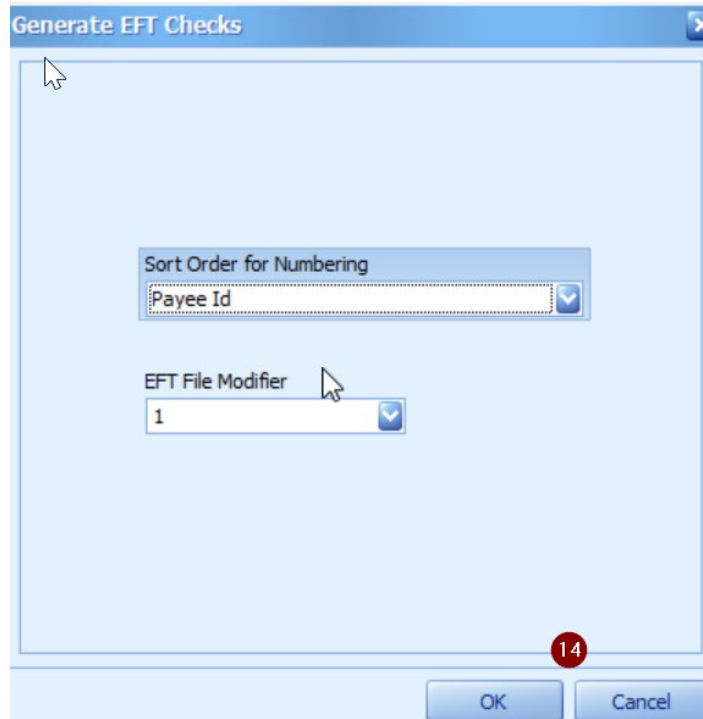 Generate EFT Checks
Sort Order for Numbering
Payee Id
EFT File Modifier
1
14
OK
Cancel